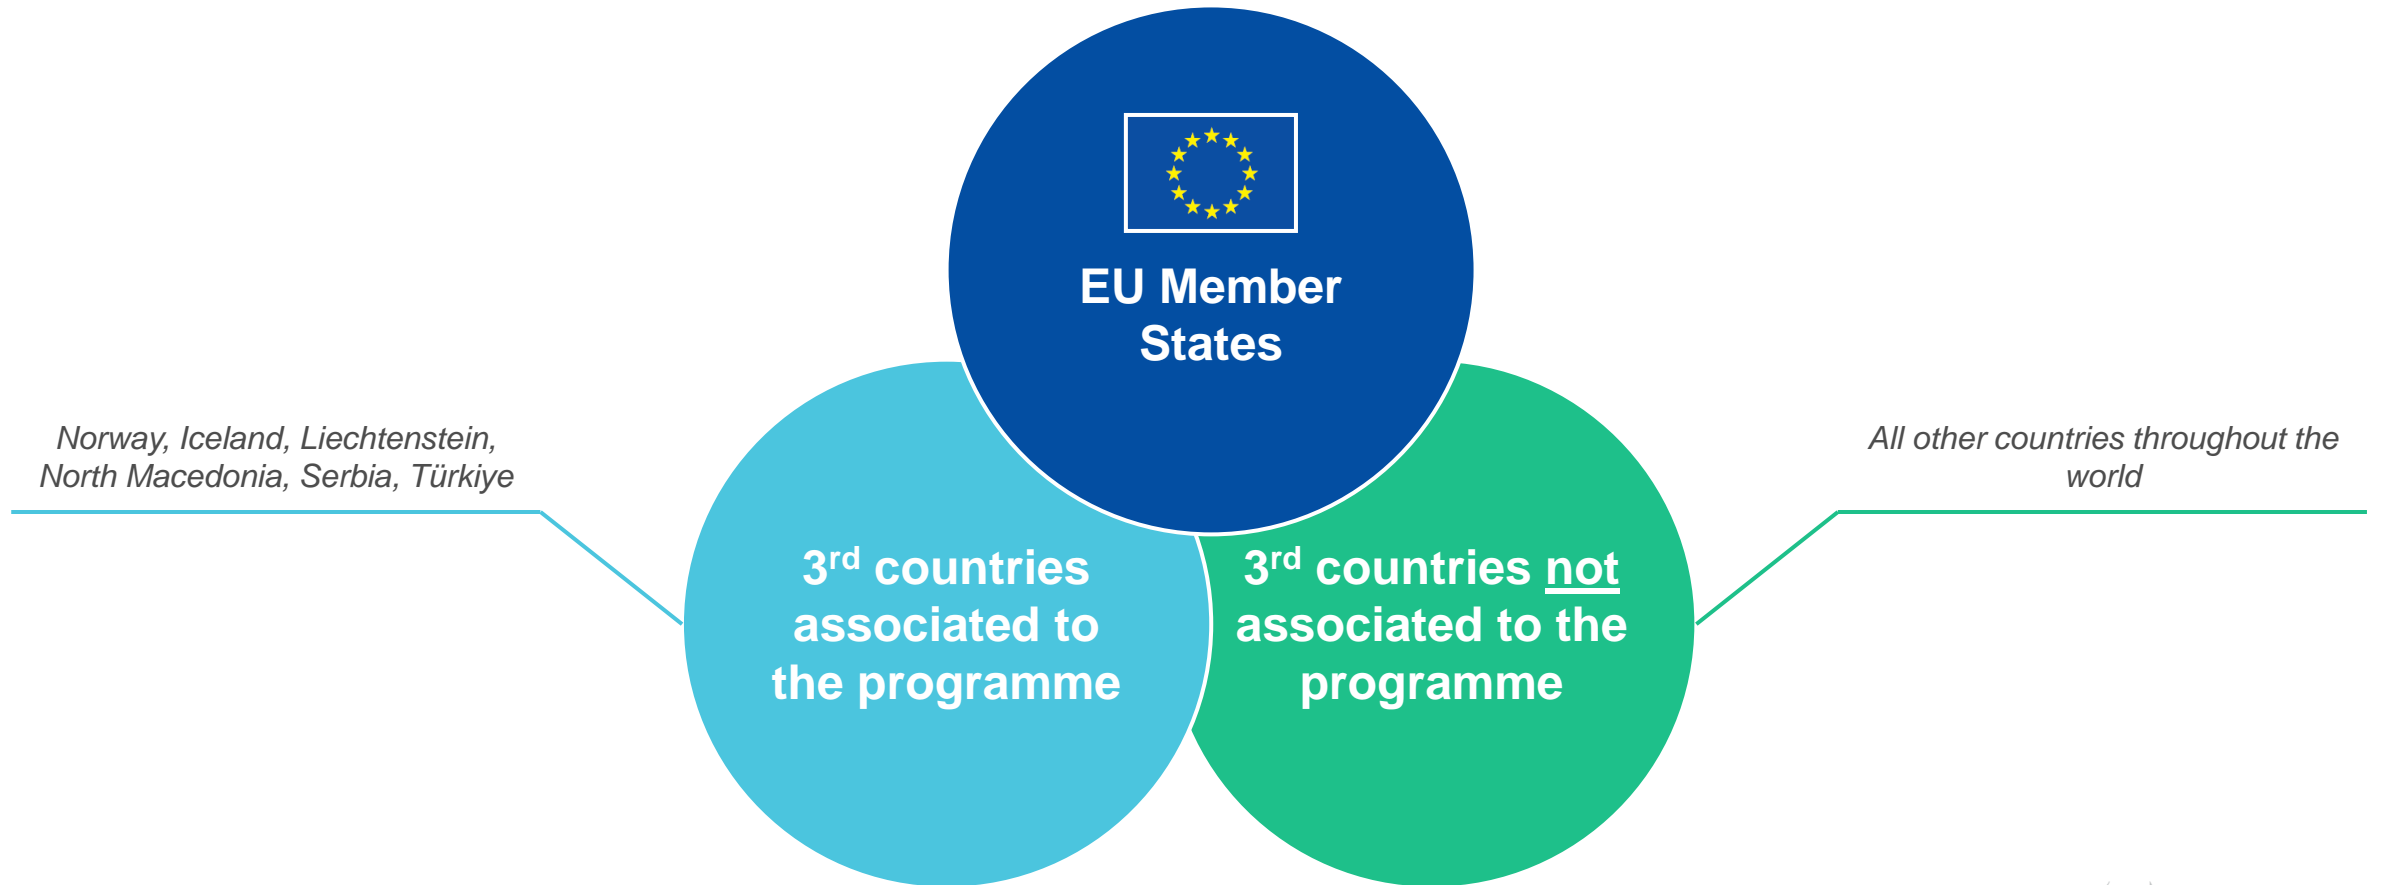 EU Member
States
Norway, Iceland, Liechtenstein,
North Macedonia, Serbia, Türkiye
All other countries throughout the
world
3rd countries
associated to
the programme
3rd countries not
associated to the
programme